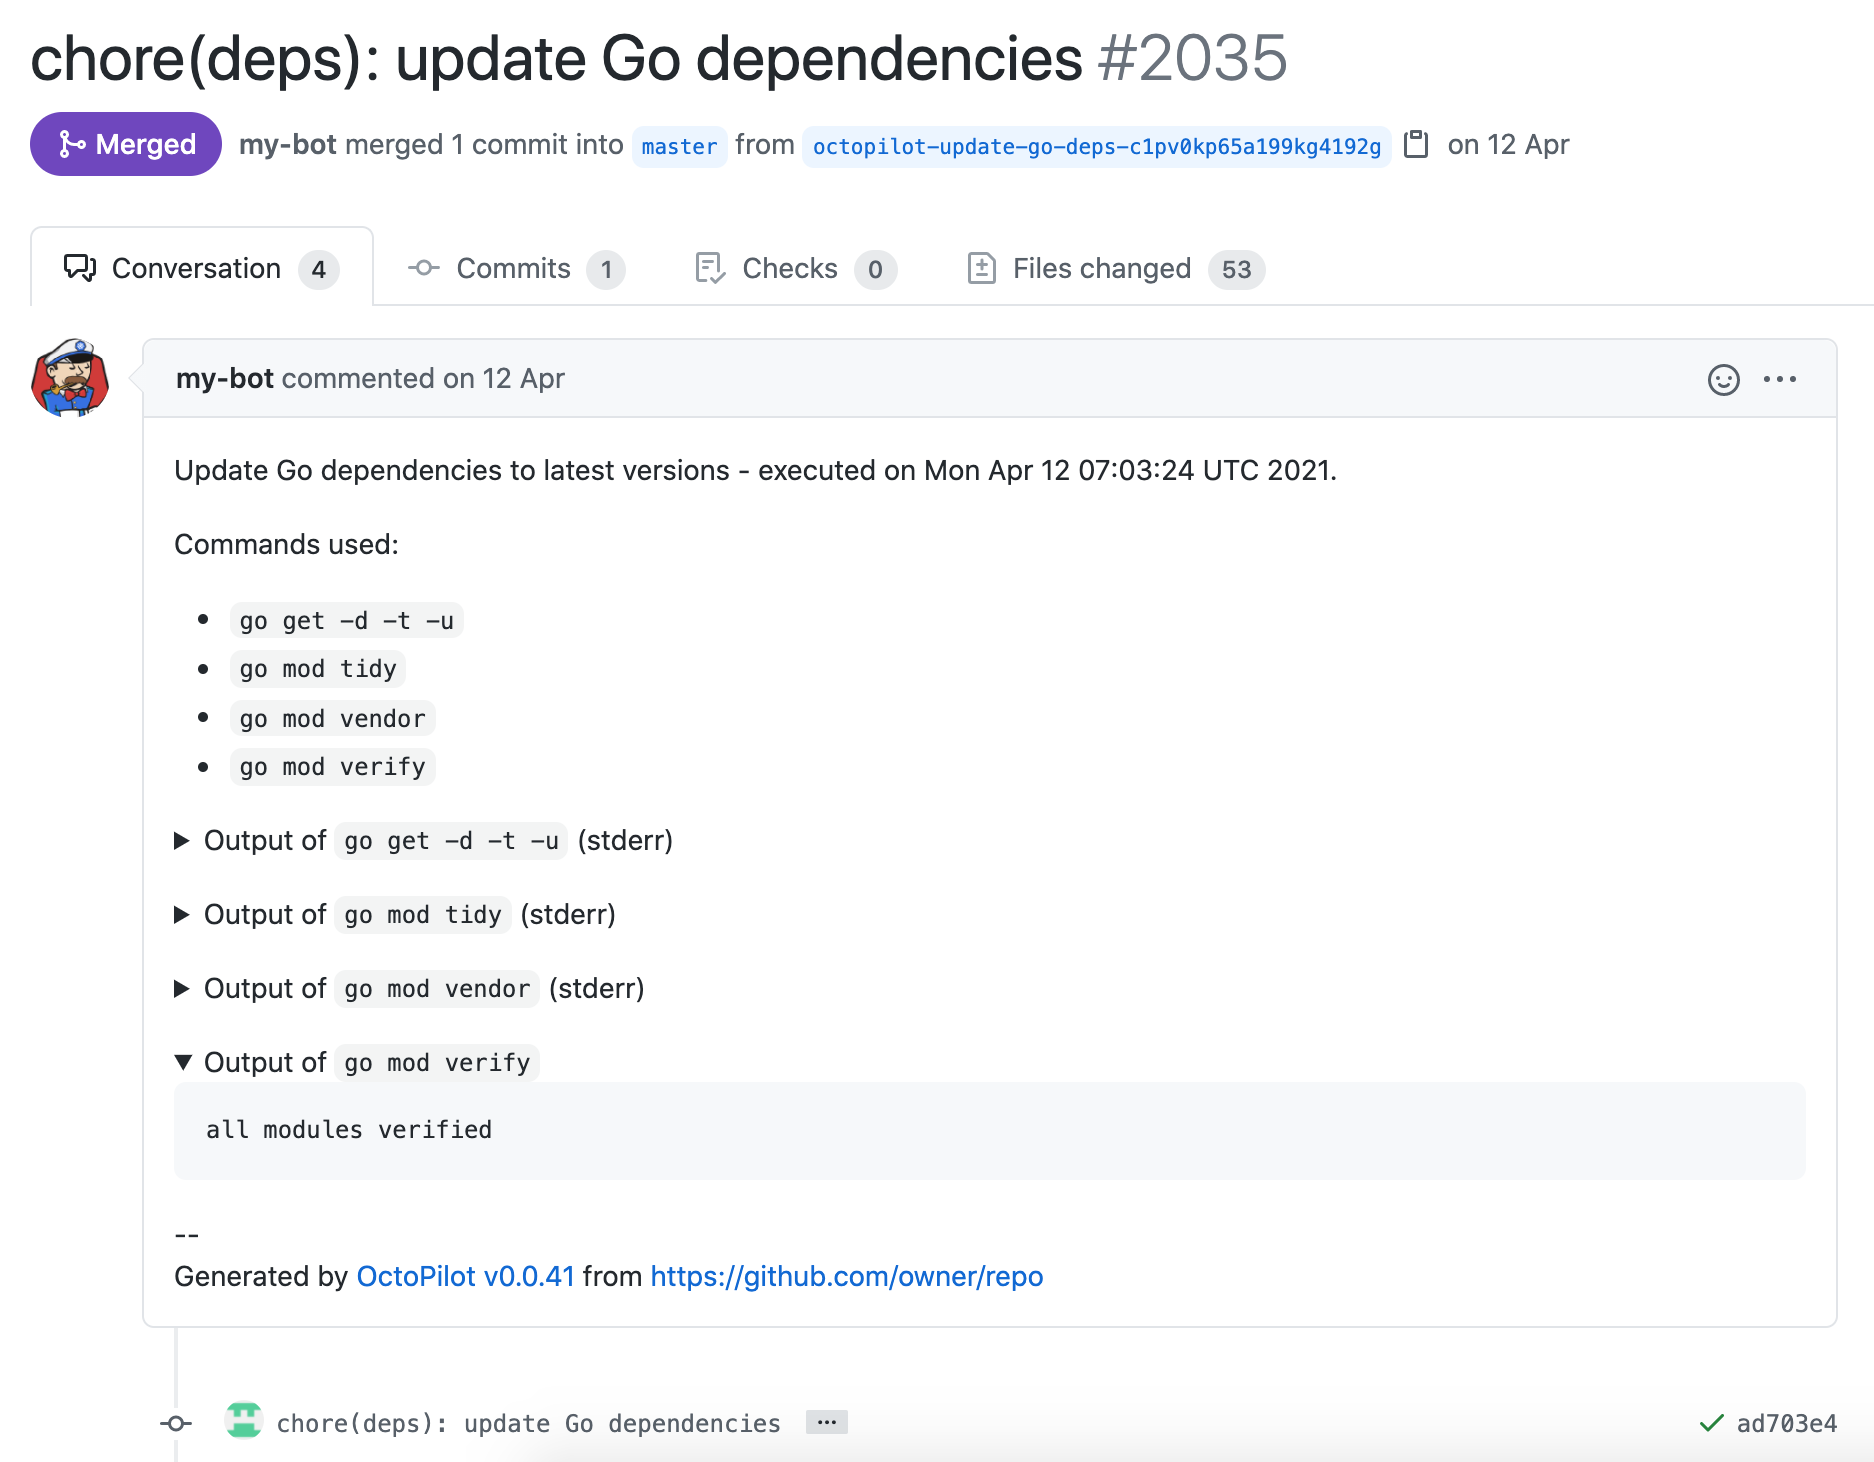 chore(deps): update Go dependencies #2035
Merged my-bot merged 1 commit into master from octopilot-update-go-deps-c1pv0kp65a199kg4192g on 12 Apr
Conversation 4 Commits 1 Checks 0 Files changed 53
my-bot commented on 12 Apr
Update Go dependencies to latest versions - executed on Mon Apr 12 07:03:24 UTC 2021.
Commands used:
go get -d -t -u
go mod tidy
go mod vendor
go mod verify
Output of go get -d -t -u (stderr)
Output of go mod tidy (stderr)
Output of go mod vendor (stderr)
Output of go mod verify
all modules verified
--
Generated by OctoPilot v0.0.41 from https://github.com/owner/repo
chore(deps): update Go dependencies ... ad703e4